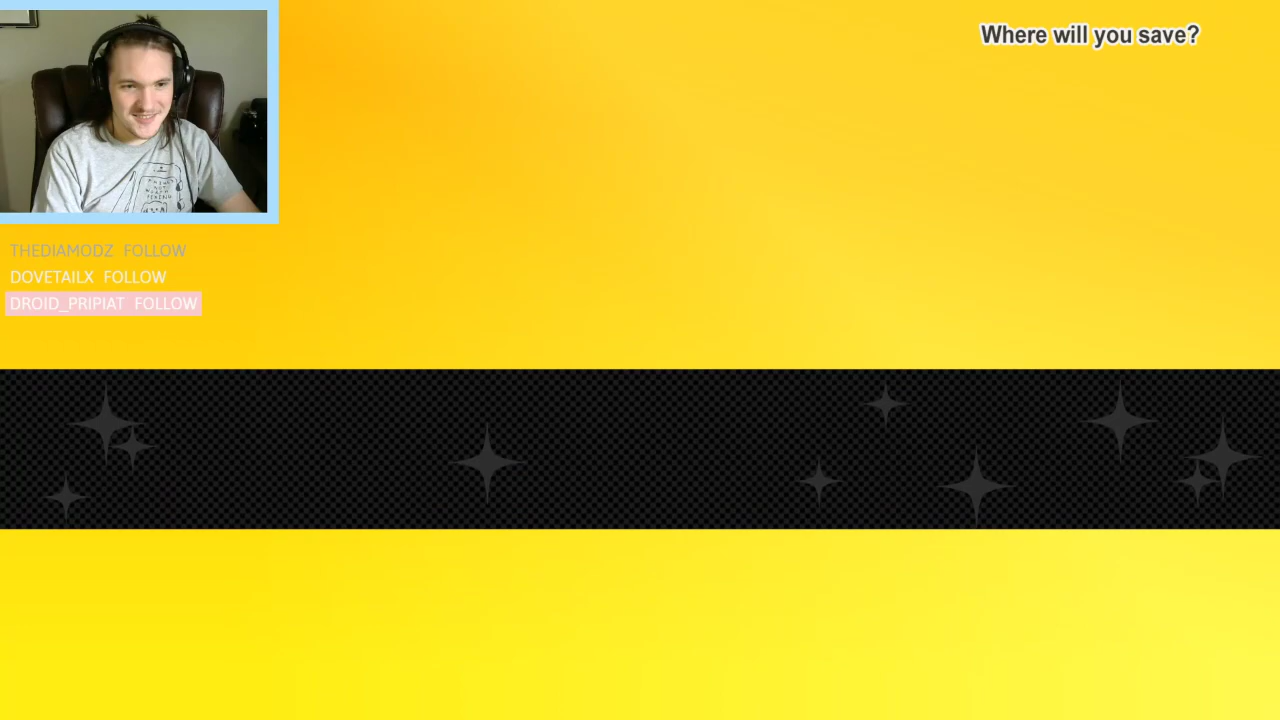 Where will you save?
THEDIAMODZ FOLLOW
DOVETAILX FOLLOW
DROID_PRIPIAT FOLLOW